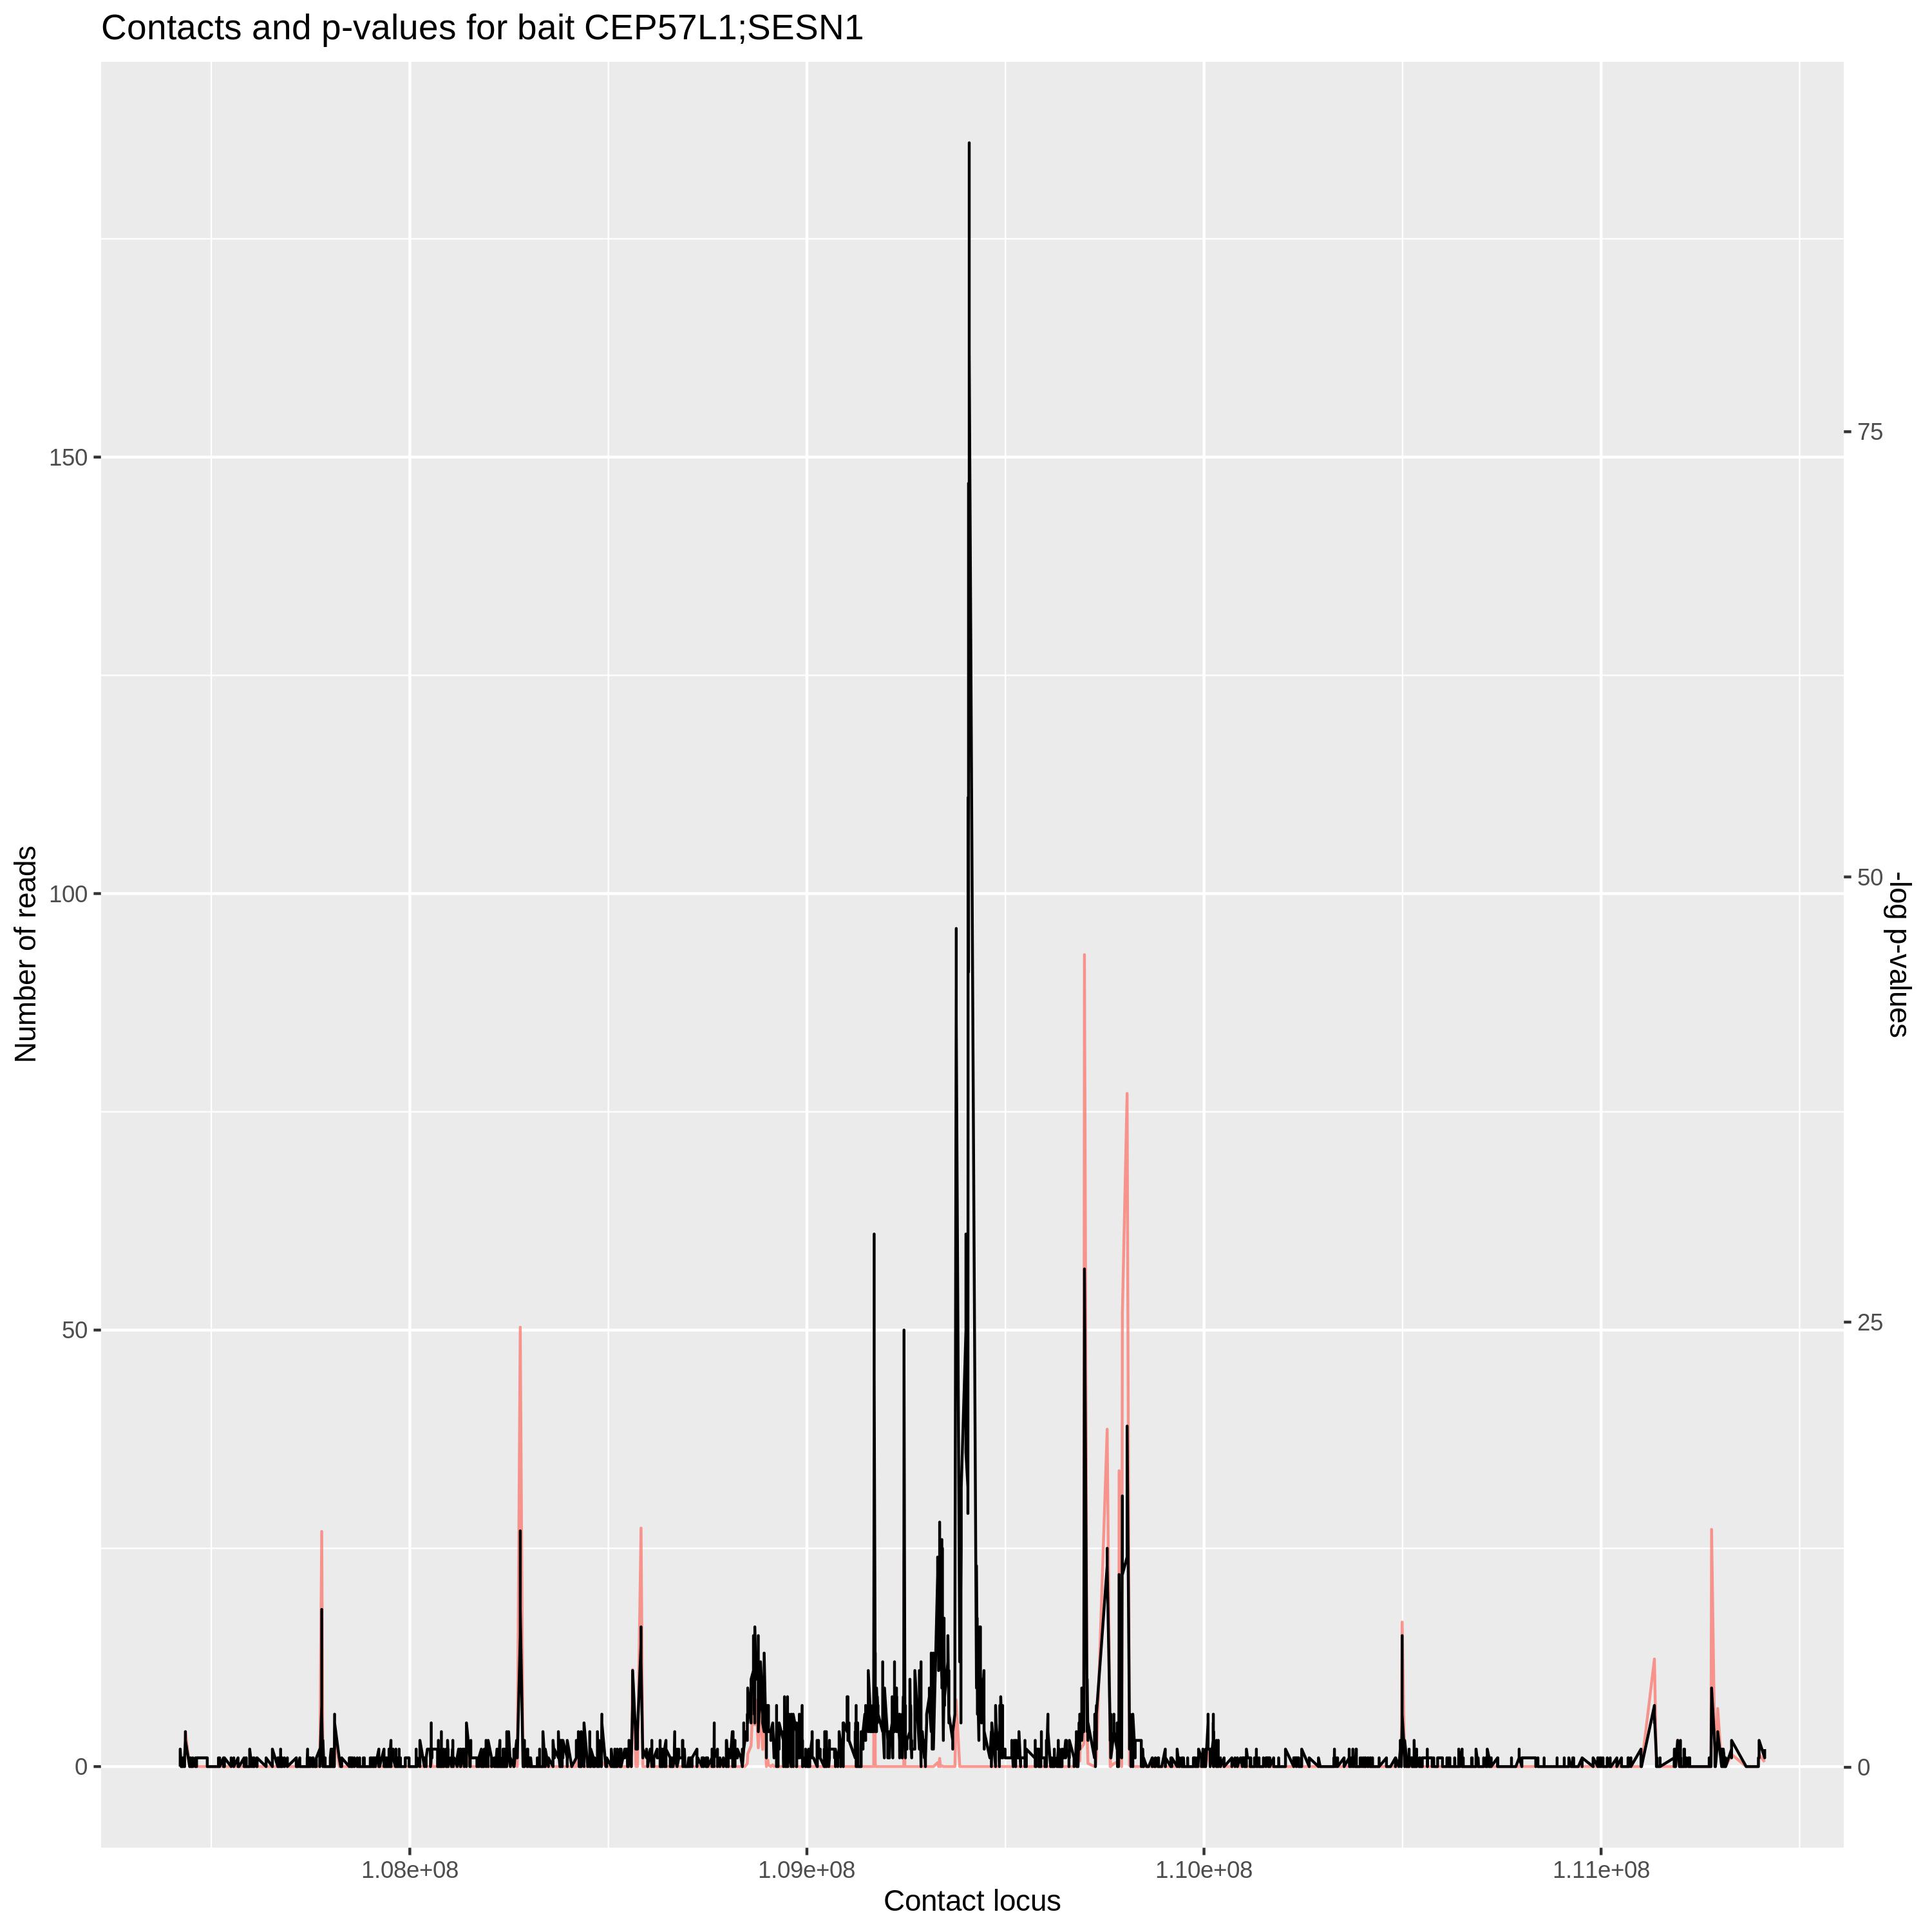 Contacts and p-values for bait CEP57L1;SESN1
Number of reads
150
100
50
0
75
50
25
0
-log p-values
1.08e+08 1.09e+08 1.10e+08 1.11e+08
Contact locus